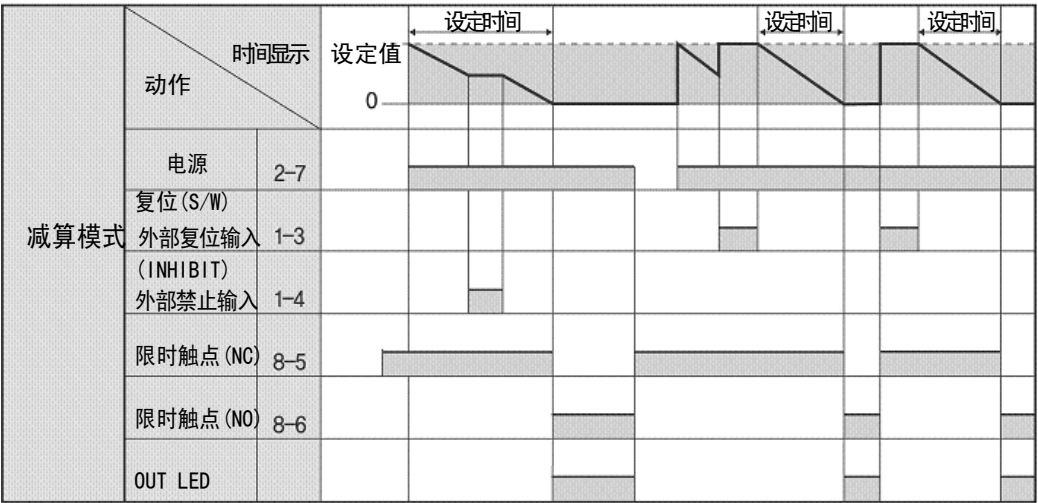 设定时间
设定时间
设定时间
时间显示
设定值
动作
0
电源
2-7
复位(S/W)
减算模式
外部复位输入
1-3
(INHIBIT)
外部禁止输入
1-4
限时触点(NC)
8-5
限时触点(NO)
8-6
OUT LED